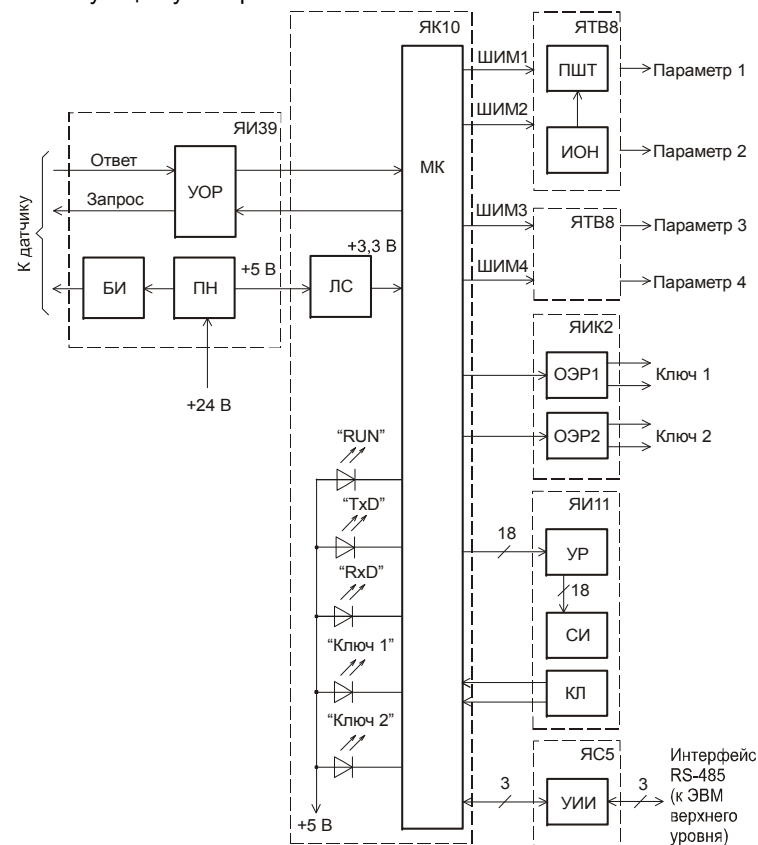 ЯК10
ЯТВ8
ШИМ1
ПШТ
Параметр 1
ЯИ39
ШИМ2
Ответ
УОР
МК
ИОН
Параметр 2
Запрос
К датчику
ШИМ3
ЯТВ8
Параметр 3
+3,3 В
+5 В
ШИМ4
БИ
ПН
ЛС
Параметр 4
ЯИК2
ОЭР1
Ключ 1
+24 В
ОЭР2
Ключ 2
“RUN”
“TxD”
ЯИ11
18
УР
“RxD”
18
СИ
“Ключ 1”
КЛ
“Ключ 2”
ЯС5
Интерфейс
RS-485
(к ЭВМ
верхнего
уровня)
3
УИИ
3
+5 В